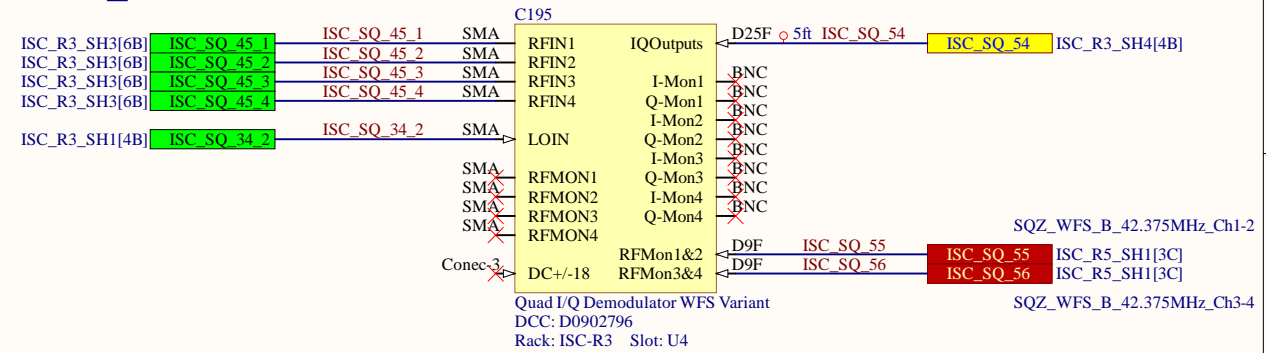 C195
ISC_R3_SH3[6B] ISC_SQ_45_1 ISC_SQ_45_1 SMA RFIN1 IQOutputs D25F 5ft ISC_SQ_54 ISC_SQ_54 ISC_R3_SH4[4B]
ISC_R3_SH3[6B] ISC_SQ_45_2 ISC_SQ_45_2 SMA RFIN2
ISC_R3_SH3[6B] ISC_SQ_45_3 ISC_SQ_45_3 SMA RFIN3 I-Mon1 BNC
ISC_R3_SH3[6B] ISC_SQ_45_4 ISC_SQ_45_4 SMA RFIN4 Q-Mon1 BNC
I-Mon2 BNC
ISC_R3_SH1[4B] ISC_SQ_34_2 ISC_SQ_34_2 SMA LOIN Q-Mon2 BNC
I-Mon3 BNC
SMA RFMON1 Q-Mon3 BNC
SMA RFMON2 I-Mon4 BNC
SMA RFMON3 Q-Mon4 BNC
SMA RFMON4
SQZ_WFS_B_42.375MHz_Ch1-2
RFMon1&2 D9F ISC_SQ_55 ISC_SQ_55 ISC_R5_SH1[3C]
Conec-3 DC+/-18 RFMon3&4 D9F ISC_SQ_56 ISC_SQ_56 ISC_R5_SH1[3C]
Quad I/Q Demodulator WFS Variant
SQZ_WFS_B_42.375MHz_Ch3-4
DCC: D0902796
Rack: ISC-R3 Slot: U4